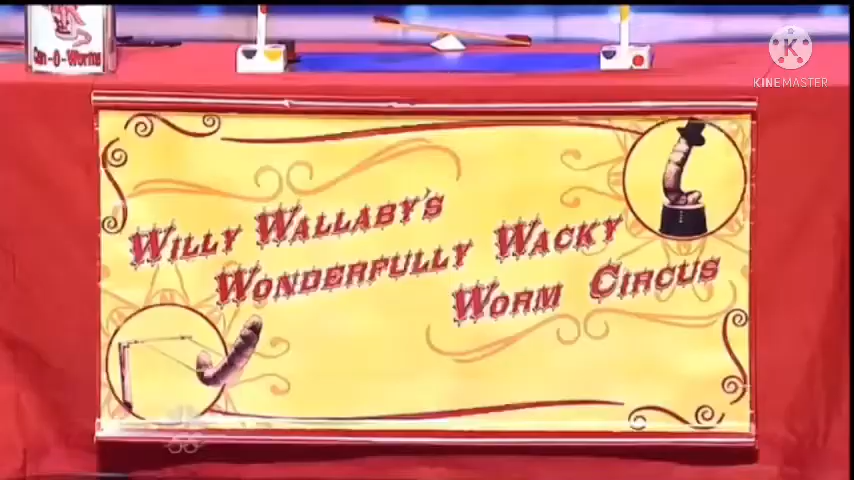 Can-O-Worms
K
KINEMASTER
WILLY WALLABY'S
WONDERFULLY WACKY
WORM CIRCUS